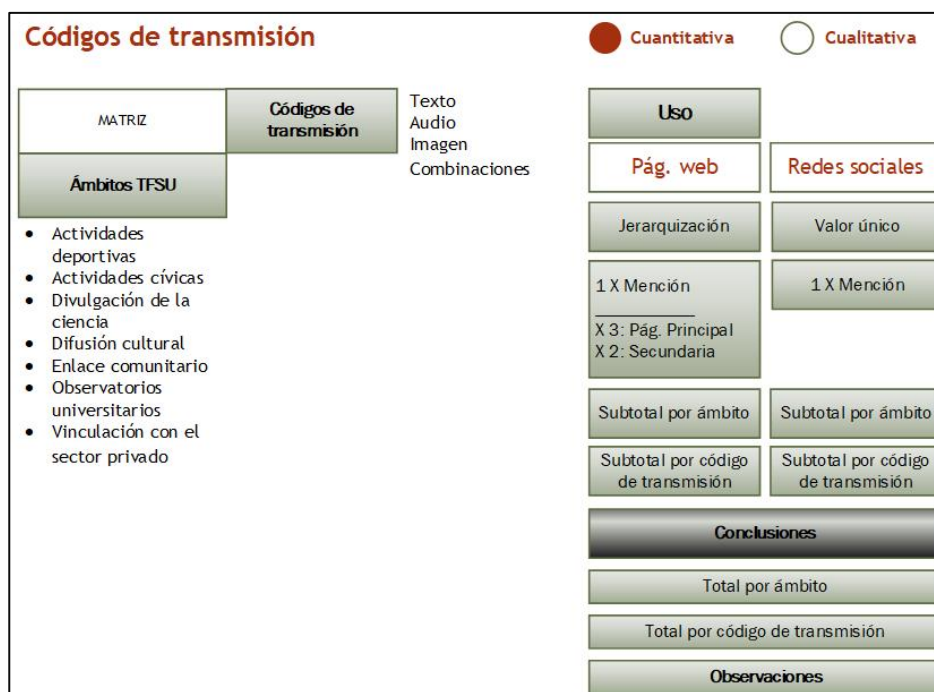 Códigos de transmisión
Cuantitativa
Cualitativa
MATRIZ
Códigos de
transmisión
Texto
Audio
Imagen
Combinaciones
Ámbitos TFSU
• Actividades
deportivas
• Actividades cívicas
• Divulgación de la
ciencia
• Difusión cultural
• Enlace comunitario
• Observatorios
universitarios
• Vinculación con el
sector privado
Uso
Pág. web
Redes sociales
Jerarquización
Valor único
1 X Mención
X 3: Pág. Principal
X 2: Secundaria
1 X Mención
Subtotal por ámbito
Subtotal por ámbito
Subtotal por código
de transmisión
Subtotal por código
de transmisión
Conclusiones
Total por ámbito
Total por código de transmisión
Observaciones